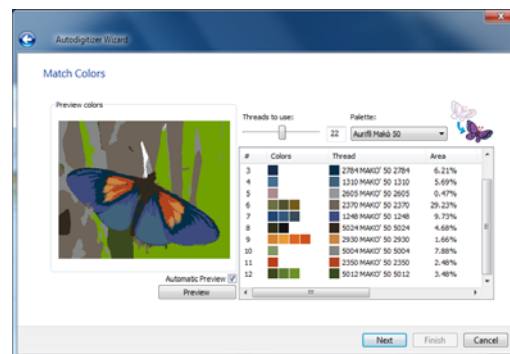 Autodigitizer Wizard
Match Colors
Preview colors
Threads to use:
22
Palette:
Aurifil Makò 50
# Colors Thread Area
3 2784 MAKO' 50 2784 6.21%
4 1310 MAKO' 50 1310 5.69%
5 2605 MAKO' 50 2605 0.47%
6 2370 MAKO' 50 2370 29.23%
7 1248 MAKO' 50 1248 9.73%
8 5024 MAKO' 50 5024 4.68%
9 2930 MAKO' 50 2930 1.66%
10 5004 MAKO' 50 5004 7.88%
11 2350 MAKO' 50 2350 2.48%
12 5012 MAKO' 50 5012 3.48%
Automatic Preview
Preview
Next Finish Cancel